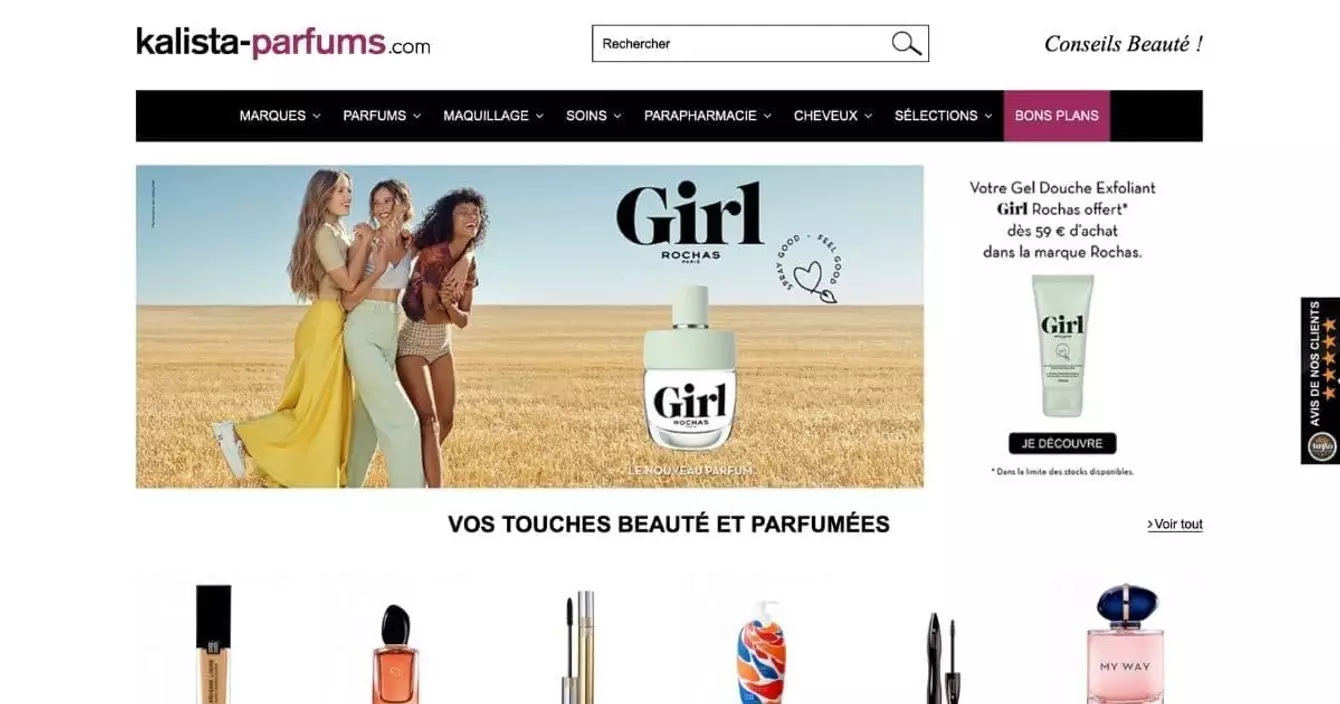 kalista-parfums.com
Rechercher
Conseils Beauté !
MARQUES PARFUMS MAQUILLAGE SOINS PARAPHARMACIE CHEVEUX SÉLECTIONS BONS PLANS
Girl
ROCHAS
PARIS
SPRAY GOOD - FEEL GOOD
Girl
ROCHAS
LE NOUVEAU PARFUM
Votre Gel Douche Exfoliant
Girl Rochas offert*
dès 59 € d'achat
dans la marque Rochas.
Girl
JE DÉCOUVRE
* Dans la limite des stocks disponibles.
AVIS DE NOS CLIENTS
VOS TOUCHES BEAUTÉ ET PARFUMÉES
>Voir tout
MY WAY